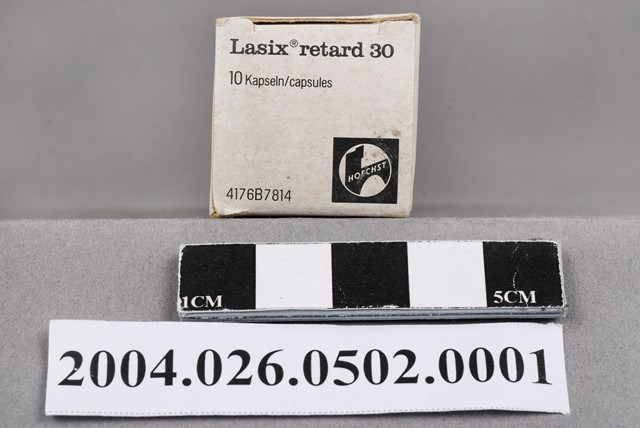 Lasix® retard 30
10 Kapseln/capsules
HOECHST
4176B7814
1CM 5CM
2004.026.0502.0001